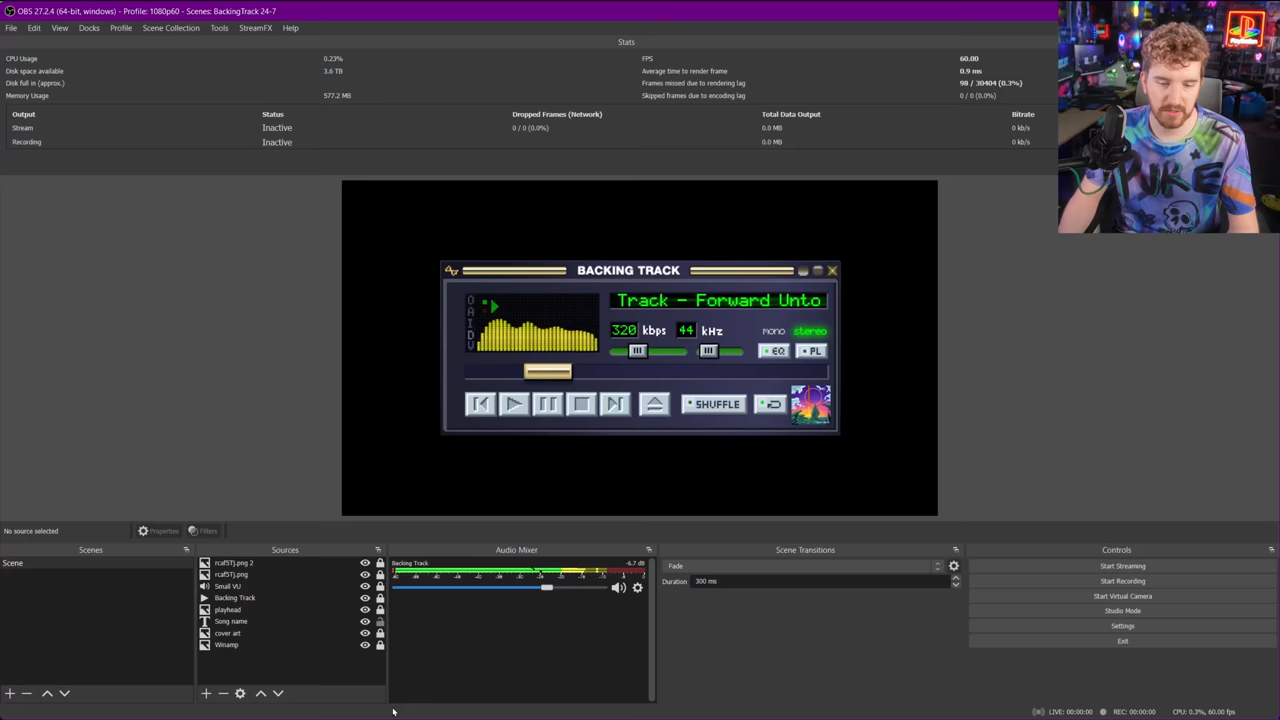 OBS 27.2.4 (64-bit, windows) - Profile: 1080p60 - Scenes: BackingTrack 24-7
File Edit View Docks Profile Scene Collection Tools StreamFX Help
Stats
CPU Usage 0.23%
Disk space available 3.6 TB
Disk full in (approx.)
Memory Usage 577.2 MB
FPS 60.00
Average time to render frame 0.9 ms
Frames missed due to rendering lag 98 / 30404 (0.3%)
Skipped frames due to encoding lag 0 / 0 (0.0%)
Output Status Dropped Frames (Network) Total Data Output Bitrate
Stream Inactive 0 / 0 (0.0%) 0.0 MB 0 kb/s
Recording Inactive 0.0 MB 0 kb/s
PlayStation
PURE
BACKING TRACK
O
A
I
D
V
Track - Forward Unto
320 kbps 44 kHz mono stereo
EQ PL
SHUFFLE
No source selected Properties Filters
Scenes
Scene
Sources
rcaf5TJ.png 2
rcaf5TJ.png
Small VU
Backing Track
playhead
Song name
cover art
Winamp
Audio Mixer
Backing Track -6.7 dB
Scene Transitions
Fade
Duration 300 ms
Controls
Start Streaming
Start Recording
Start Virtual Camera
Studio Mode
Settings
Exit
LIVE: 00:00:00 REC: 00:00:00 CPU: 0.3%, 60.00 fps